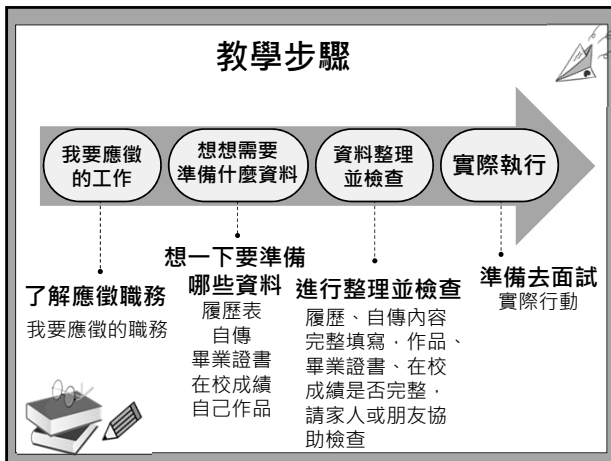 教學步驟
我要應徵
的工作
想想需要
準備什麼資料
資料整理
並檢查
實際執行
了解應徵職務
我要應徵的職務
想一下要準備
哪些資料
履歷表
自傳
畢業證書
在校成績
自己作品
進行整理並檢查
履歷、自傳內容
完整填寫，作品、
畢業證書、在校
成績是否完整，
請家人或朋友協
助檢查
準備去面試
實際行動